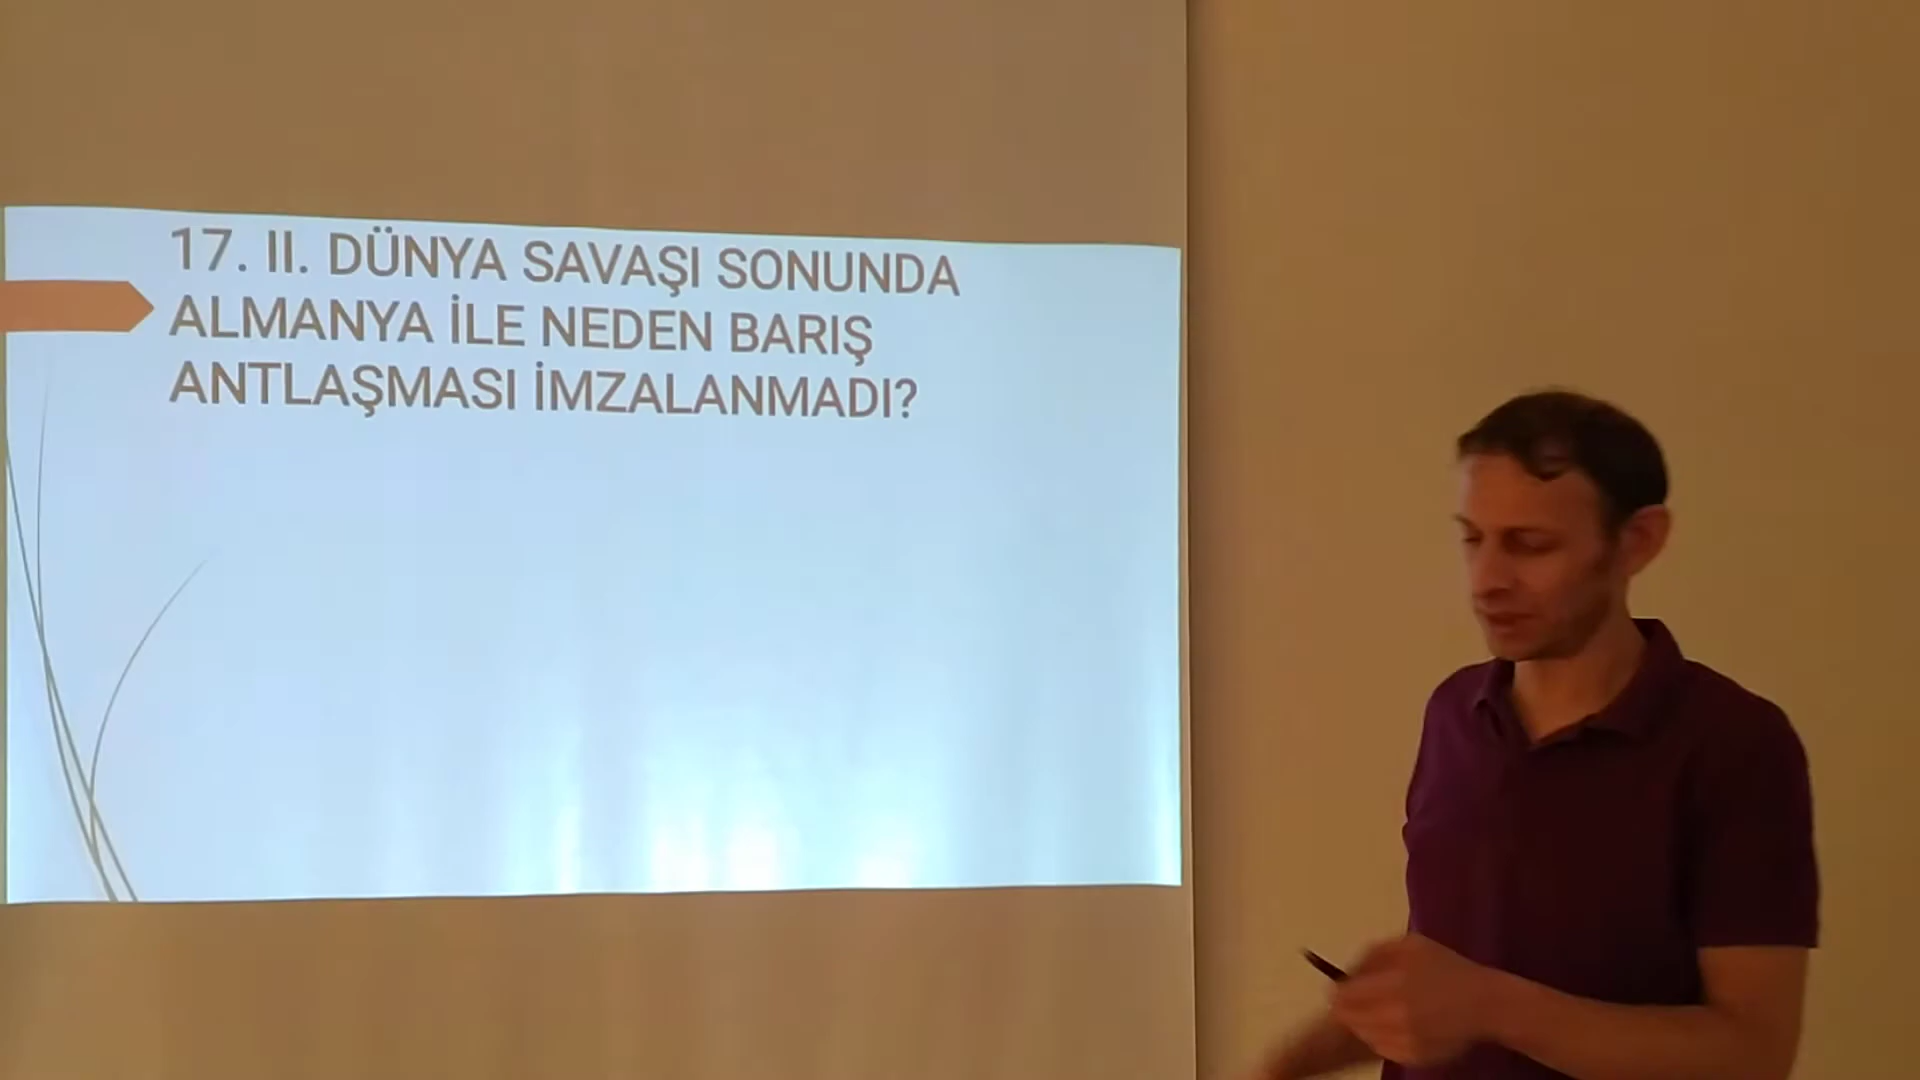 17. II. DÜNYA SAVAŞI SONUNDA
ALMANYA İLE NEDEN BARIŞ
ANTLAŞMASI İMZALANMADI?